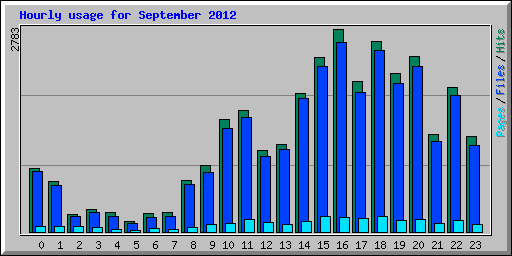 Hourly usage for September 2012
2783
Pages/Files/Hits
0 1 2 3 4 5 6 7 8 9 10 11 12 13 14 15 16 17 18 19 20 21 22 23